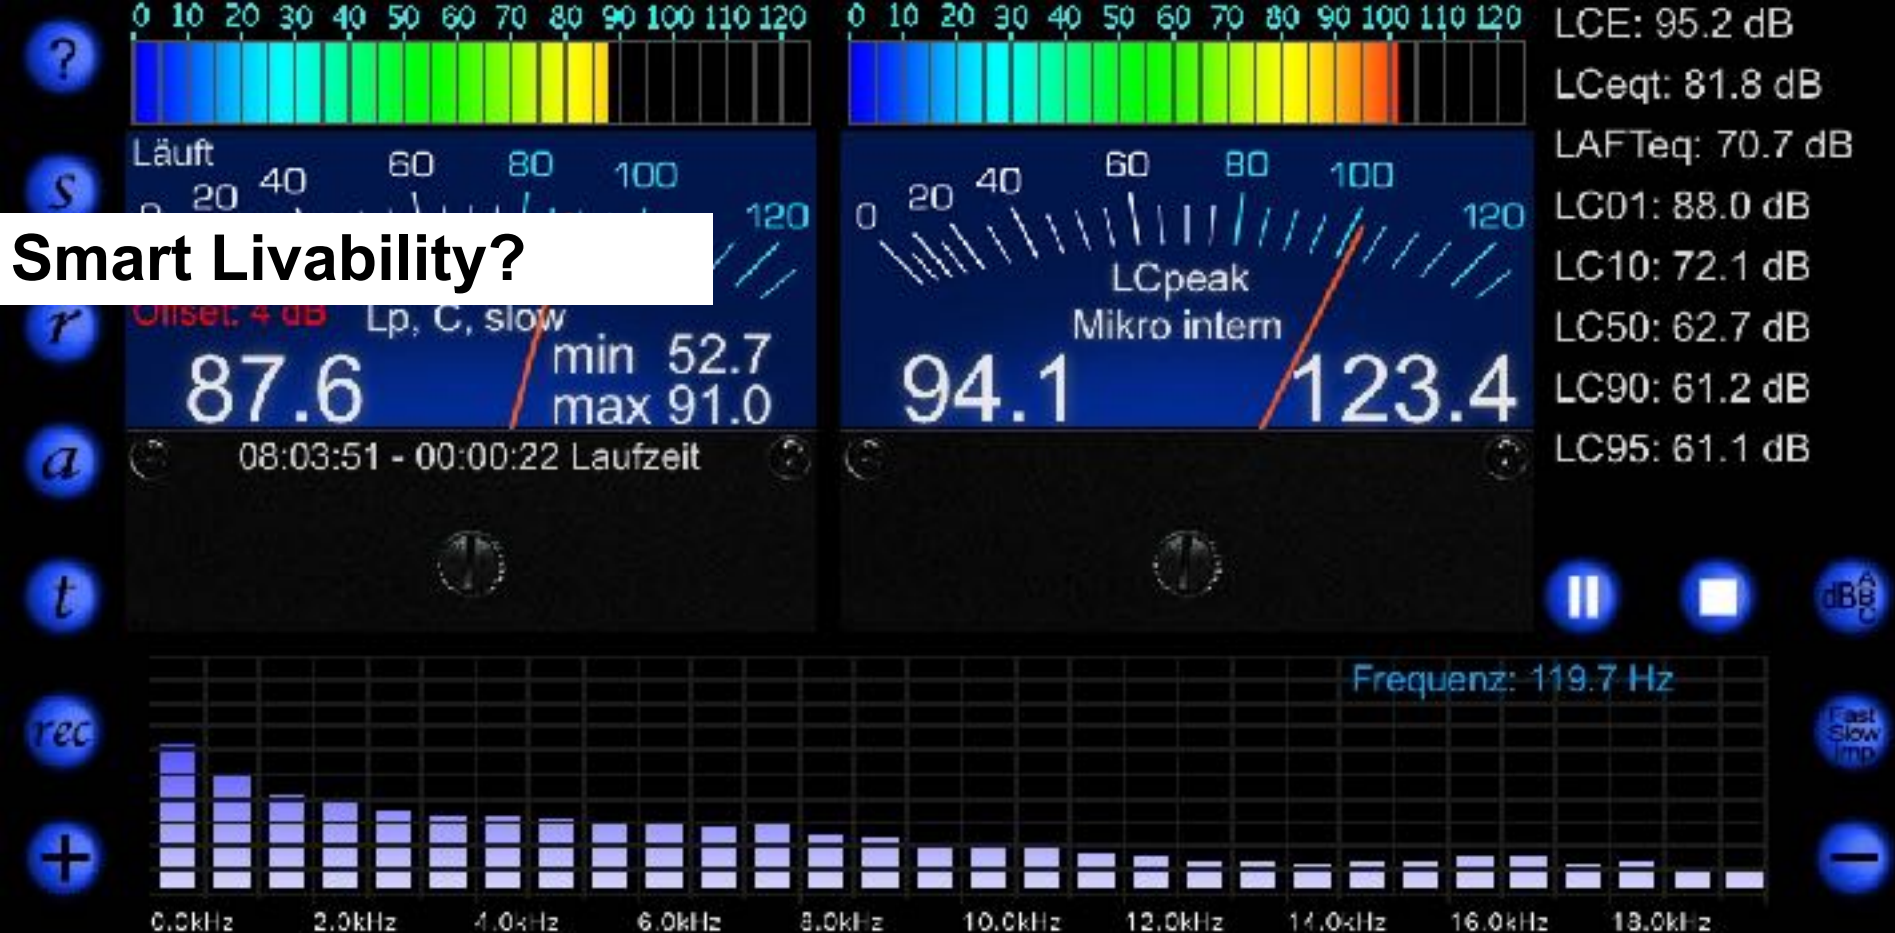 0 10 20 30 40 50 60 70 80 90 100 110 120
0 10 20 30 40 50 60 70 80 90 100 110 120
LCE: 95.2 dB
LCeqt: 81.8 dB
LAFTeq: 70.7 dB
LC01: 88.0 dB
LC10: 72.1 dB
LC50: 62.7 dB
LC90: 61.2 dB
LC95: 61.1 dB
?
s
r
a
t
rec
+
Läuft
0 20 40 60 80 100 120
Smart Livability?
Offset: 4 dB
Lp, C, slow
87.6
min 52.7
max 91.0
08:03:51 - 00:00:22 Laufzeit
0 20 40 60 80 100 120
LCpeak
Mikro intern
94.1
123.4
dB A B C
Fast
Slow
Imp
−
Frequenz: 119.7 Hz
0.0kHz 2.0kHz 4.0kHz 6.0kHz 8.0kHz 10.0kHz 12.0kHz 14.0kHz 16.0kHz 18.0kHz